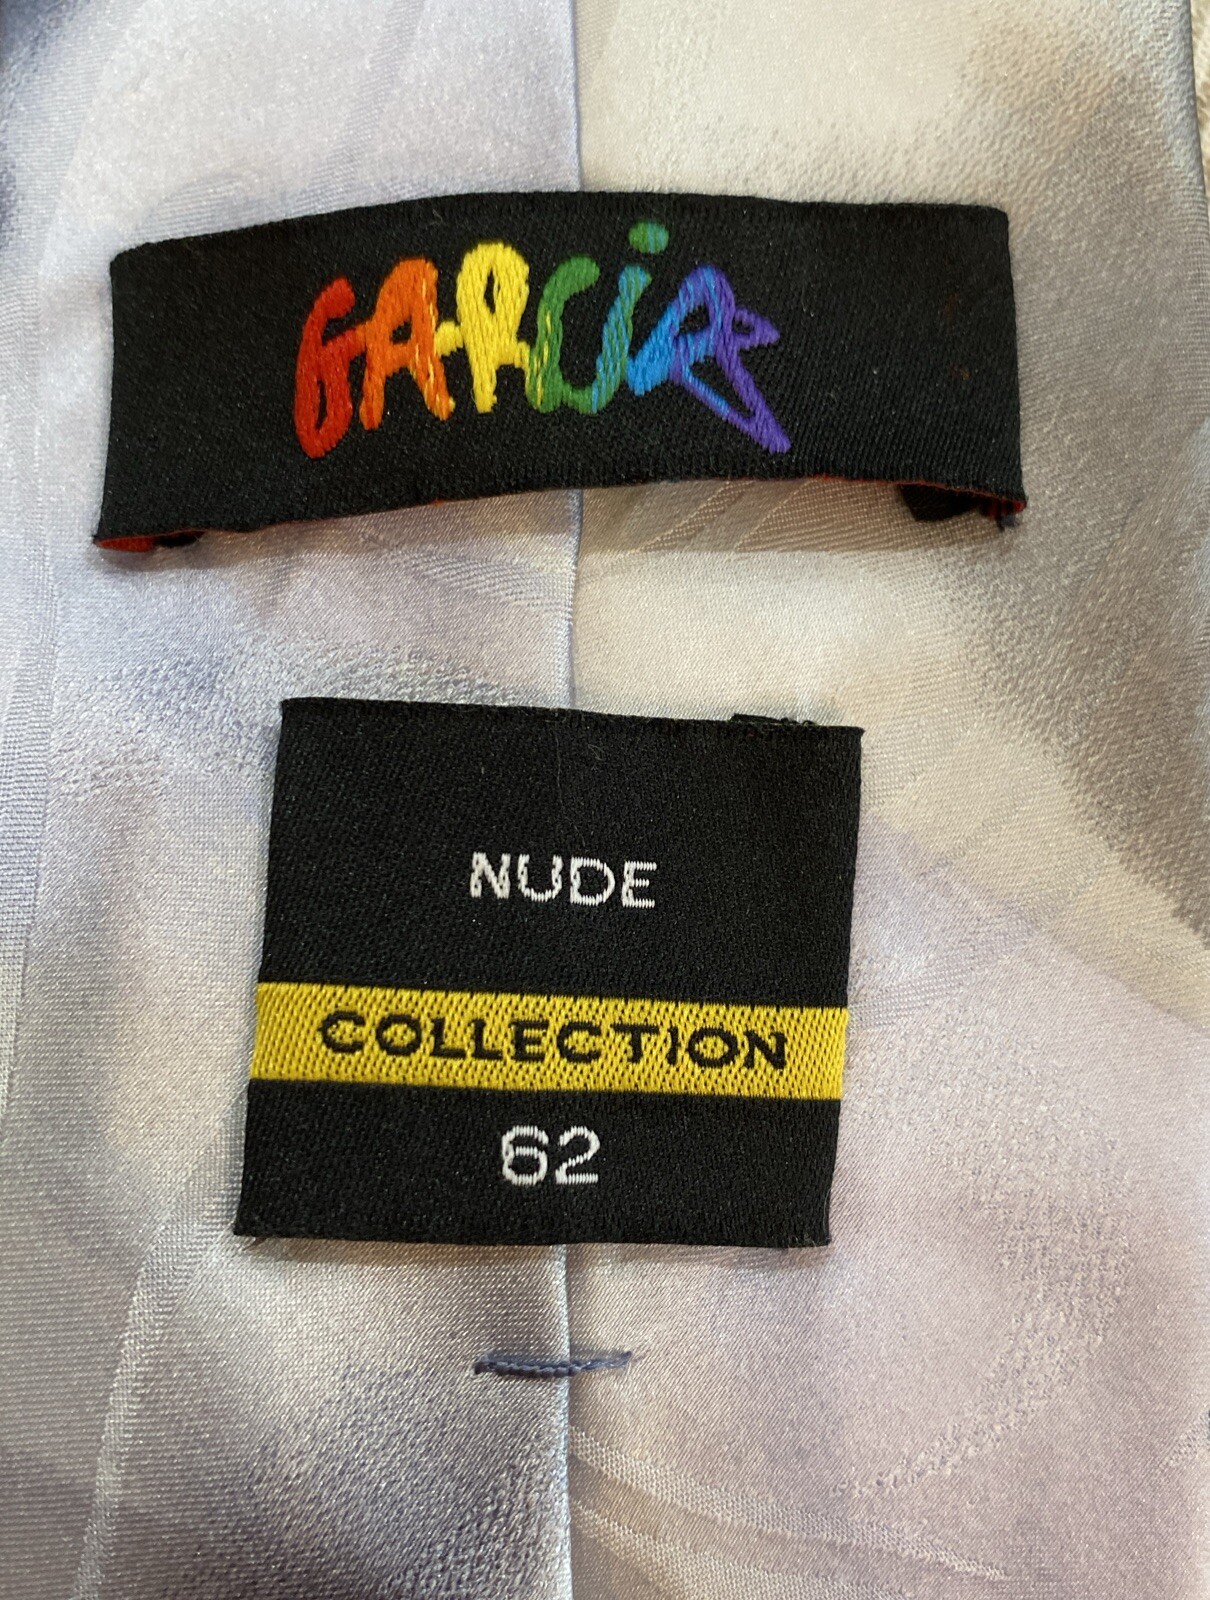 GARCiA
NUDE
COLLECTION
62